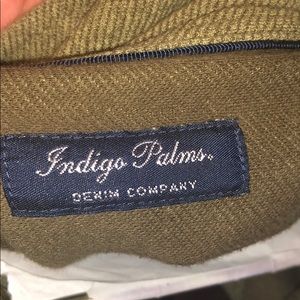 Indigo Palms.
DENIM COMPANY